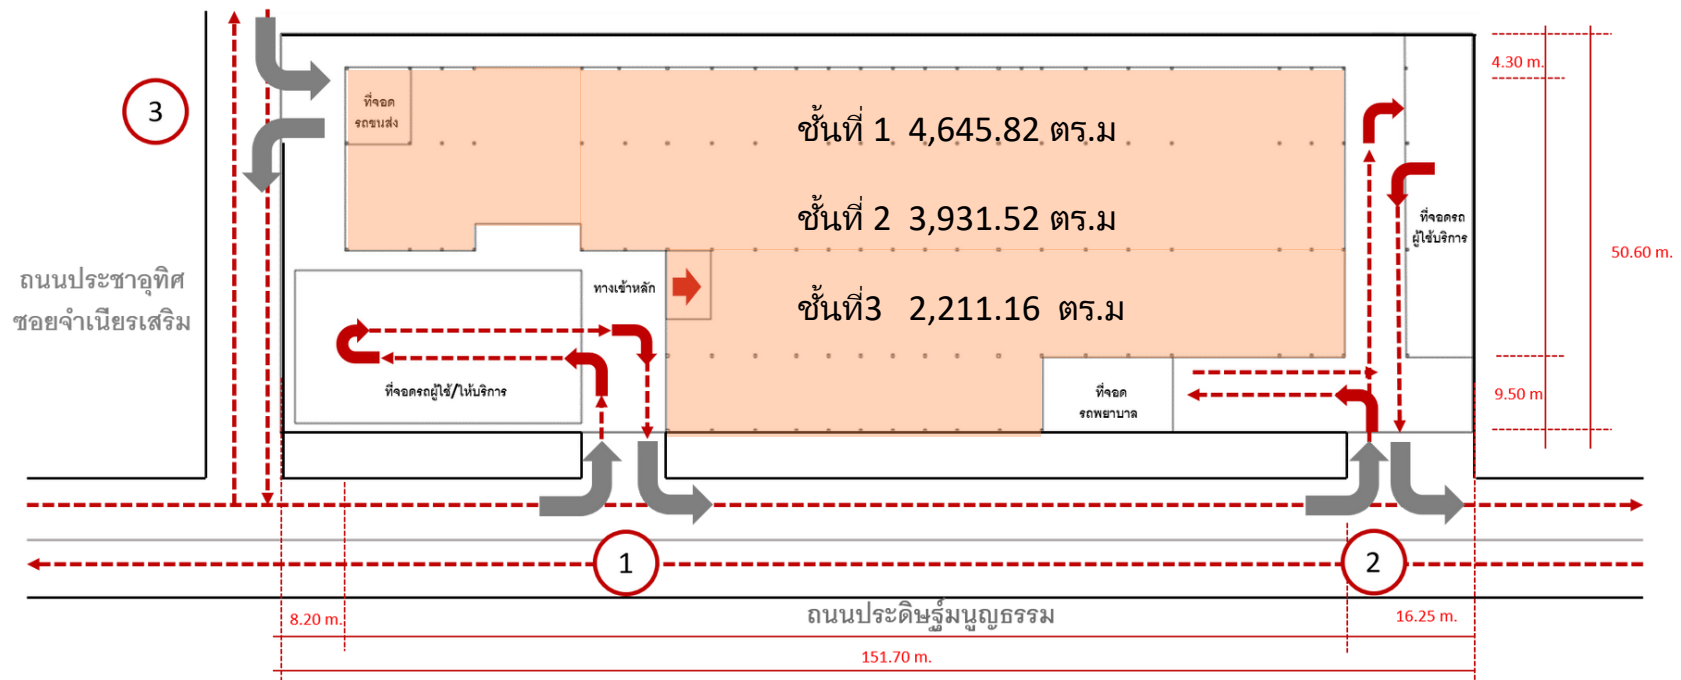 3
ที่จอด
รถขนส่ง
ชั้นที่ 1 4,645.82 ตร.ม
4.30 m.
ชั้นที่ 2 3,931.52 ตร.ม
ที่จอดรถ
ผู้ใช้บริการ
50.60 m.
ถนนประชาอุทิศ
ซอยจำเนียรเสริม
ทางเข้าหลัก
ชั้นที่3 2,211.16 ตร.ม
ที่จอดรถผู้ใช้/ให้บริการ
ที่จอด
รถพยาบาล
9.50 m
1
2
8.20 m.
ถนนประดิษฐ์มนูญธรรม
16.25 m.
151.70 m.